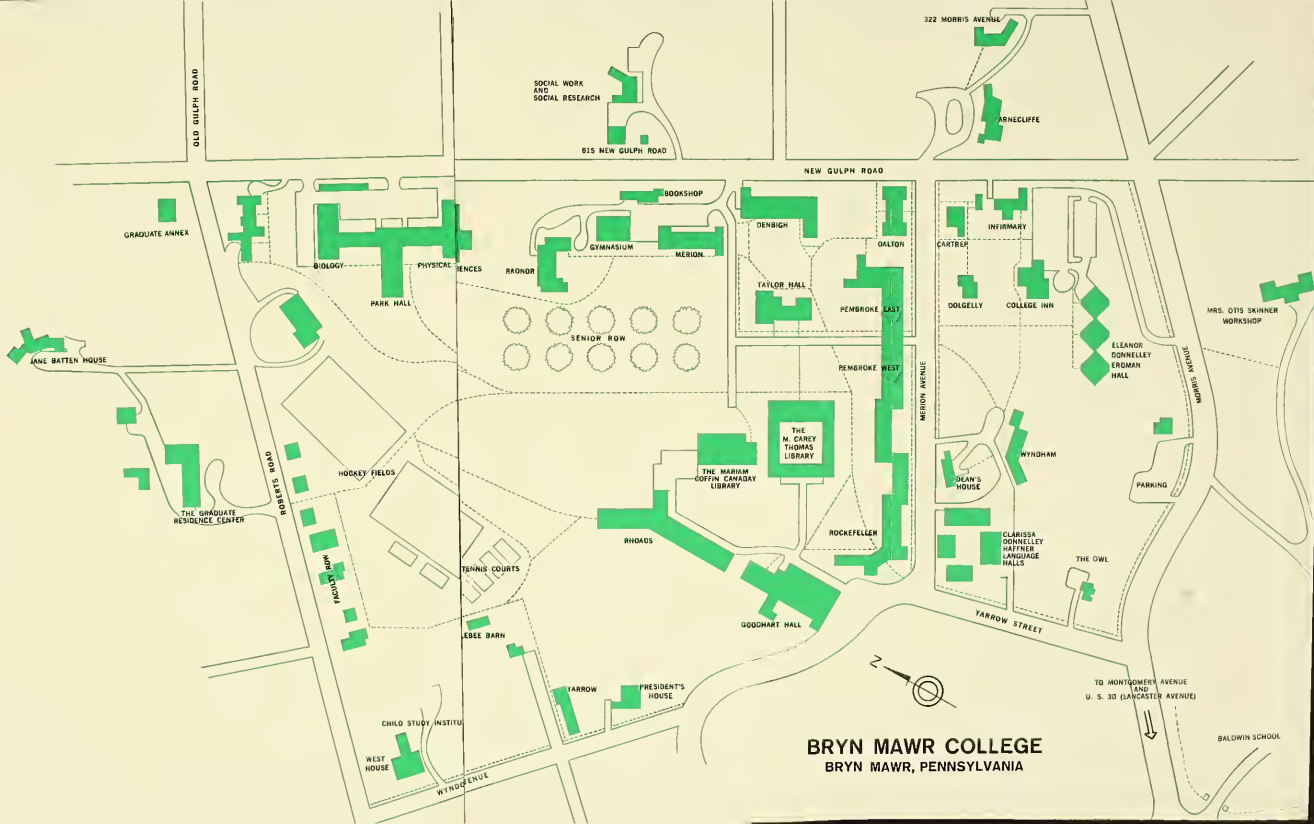 322 MORRIS AVENUE
OLD GULPH ROAD
SOCIAL WORK
AND
SOCIAL RESEARCH
ARNECLIFFE
815 NEW GULPH ROAD
NEW GULPH ROAD
GRADUATE ANNEX
BIOLOGY
PHYSICAL
IENCES
PARK HALL
BOOKSHOP
GYMNASIUM
MERION
DENBIGH
DALTON
CARTREF
INFIRMARY
TAYLOR HALL
PEMBROKE EAST
DOLGELLY
COLLEGE INN
MRS. OTIS SKINNER
WORKSHOP
SENIOR ROW
JANE BATTEN HOUSE
ELEANOR
DONNELLEY
ERDMAN
HALL
PEMBROKE WEST
MERION AVENUE
MORRIS AVENUE
THE
M. CAREY
THOMAS
LIBRARY
THE MARIAM
COFFIN CANADAY
LIBRARY
WYNDHAM
DEAN'S
HOUSE
PARKING
HOCKEY FIELDS
ROBERTS ROAD
THE GRADUATE
RESIDENCE CENTER
RHOADS
ROCKEFELLER
CLARISSA
DONNELLEY
HAFFNER
LANGUAGE
HALLS
THE OWL
FACULTY ROW
TENNIS COURTS
GOODHART HALL
YARROW STREET
EBEE BARN
YARROW
PRESIDENT'S
HOUSE
N
TO MONTGOMERY AVENUE
AND
U. S. 30 (LANCASTER AVENUE)
CHILD STUDY INSTITU
WEST
HOUSE
BALDWIN SCHOOL
BRYN MAWR COLLEGE
BRYN MAWR, PENNSYLVANIA